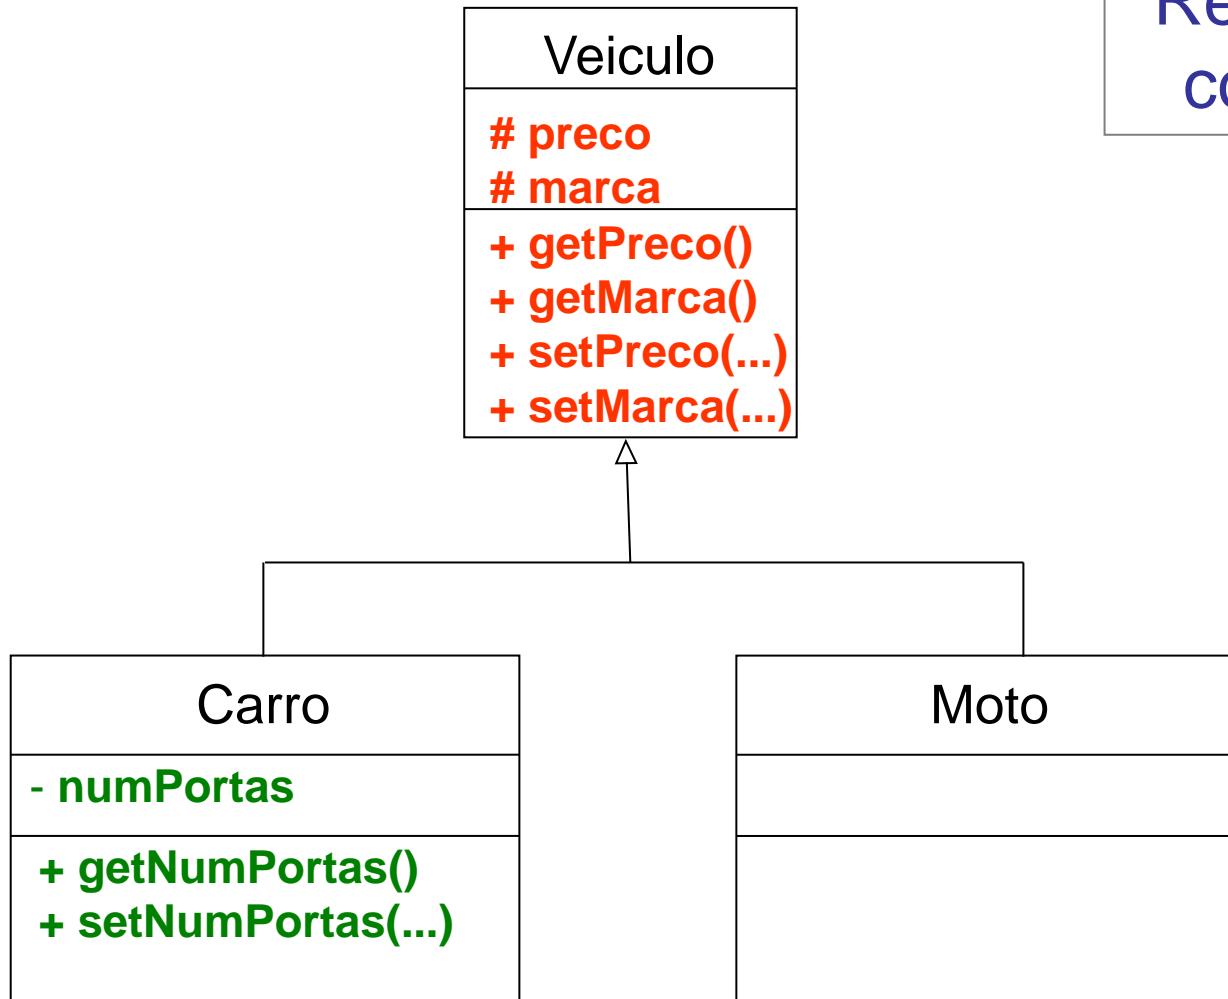 Veiculo
# preco
# marca
+ getPreco()
+ getMarca()
+ setPreco(...)
+ setMarca(...)
Carro
- numPortas
+ getNumPortas()
+ setNumPortas(...)
Moto